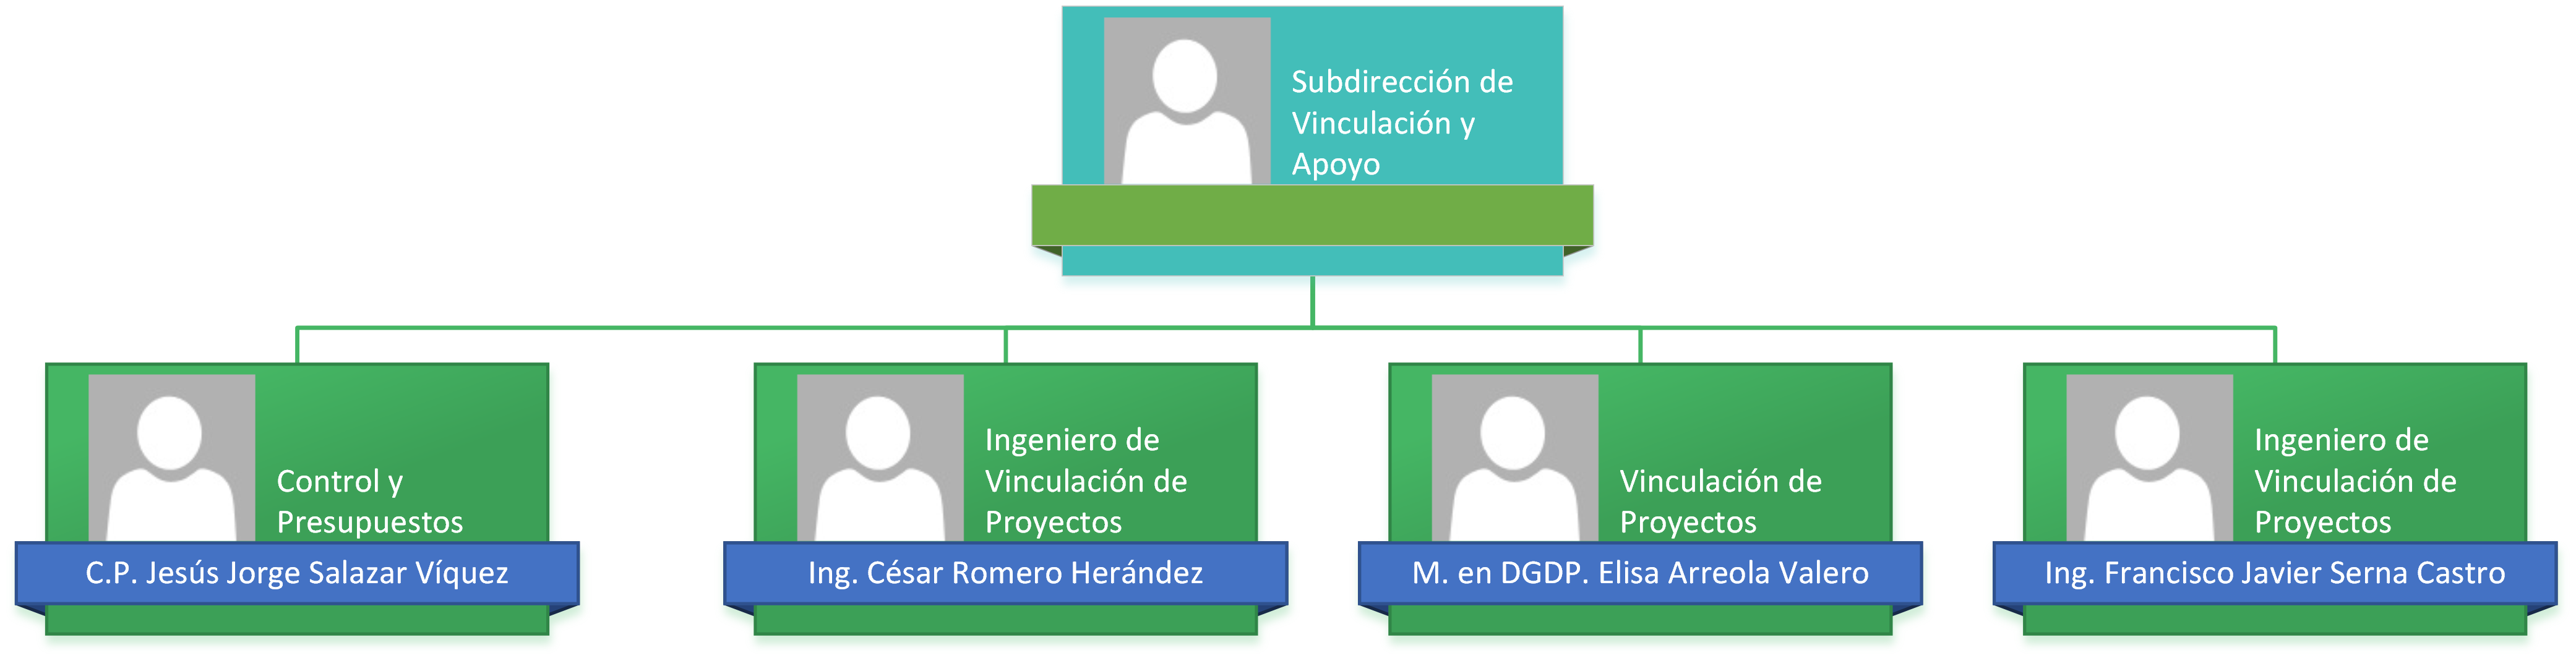 Subdirección de
Vinculación y
Apoyo
Control y
Presupuestos
C.P. Jesús Jorge Salazar Víquez
Ingeniero de
Vinculación de
Proyectos
Ing. César Romero Herández
Vinculación de
Proyectos
M. en DGDP. Elisa Arreola Valero
Ingeniero de
Vinculación de
Proyectos
Ing. Francisco Javier Serna Castro